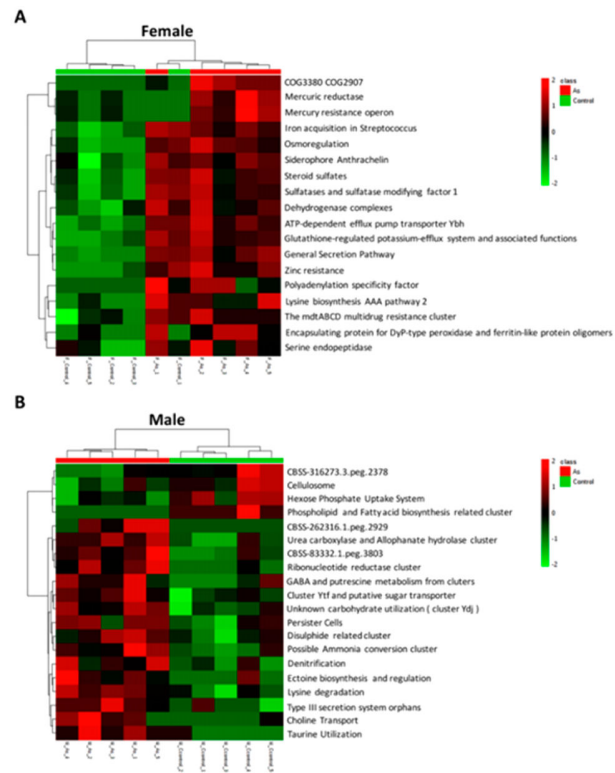 A
Female
2
1
0
-1
-2
class
As
Control
COG3380 COG2907
Mercuric reductase
Mercury resistance operon
Iron acquisition in Streptococcus
Osmoregulation
Siderophore Anthrachelin
Steroid sulfates
Sulfatases and sulfatase modifying factor 1
Dehydrogenase complexes
ATP-dependent efflux pump transporter Ybh
Glutathione-regulated potassium-efflux system and associated functions
General Secretion Pathway
Zinc resistance
Polyadenylation specificity factor
Lysine biosynthesis AAA pathway 2
The mdtABCD multidrug resistance cluster
Encapsulating protein for DyP-type peroxidase and ferritin-like protein oligomers
Serine endopeptidase
B
Male
2
1
0
-1
-2
class
As
Control
CBSS-316273.3.peg.2378
Cellulosome
Hexose Phosphate Uptake System
Phospholipid and Fatty acid biosynthesis related cluster
CBSS-262316.1.peg.2929
Urea carboxylase and Allophanate hydrolase cluster
CBSS-83332.1.peg.3803
Ribonucleotide reductase cluster
GABA and putrescine metabolism from cluters
Cluster Ytf and putative sugar transporter
Unknown carbohydrate utilization ( cluster Ydj )
Persister Cells
Disulphide related cluster
Possible Ammonia conversion cluster
Denitrification
Ectoine biosynthesis and regulation
Lysine degradation
Type III secretion system orphans
Choline Transport
Taurine Utilization